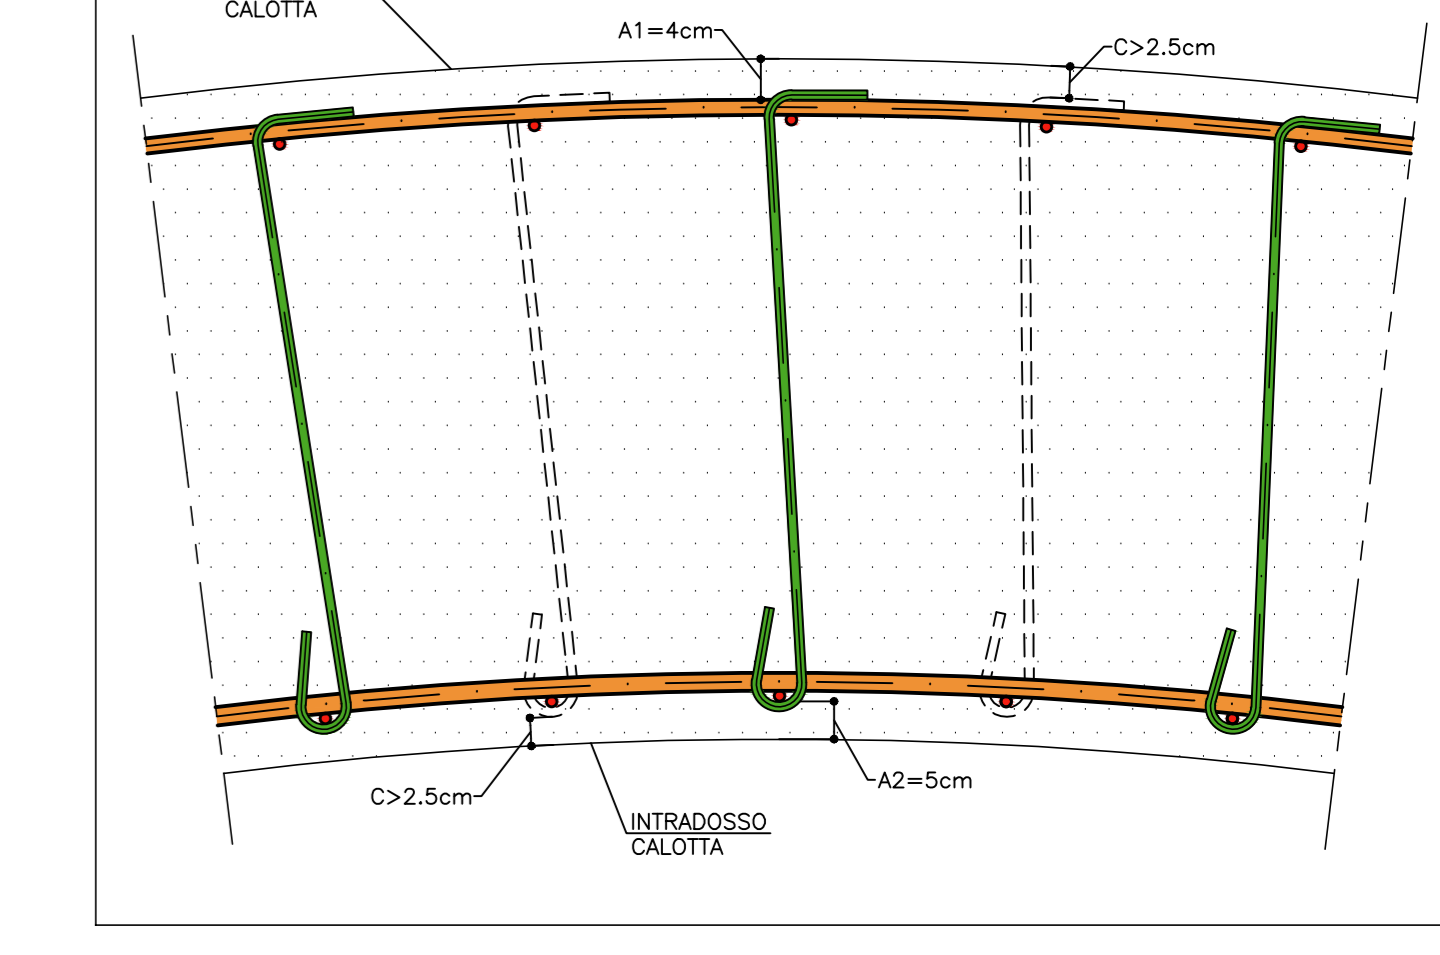 CALOTTA
A1=4cm
C>2.5cm
C>2.5cm
A2=5cm
INTRADOSSO
CALOTTA